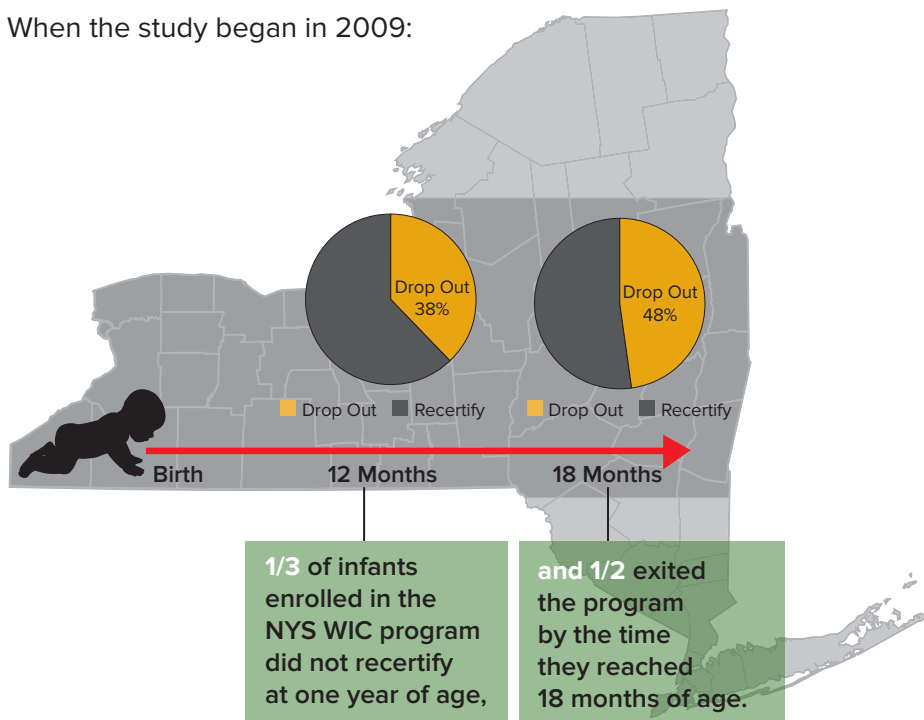 When the study began in 2009:
Drop Out
38%
Drop Out
48%
Drop Out Recertify
Drop Out Recertify
Birth
12 Months
18 Months
1/3 of infants
enrolled in the
NYS WIC program
did not recertify
at one year of age,
and 1/2 exited
the program
by the time
they reached
18 months of age.